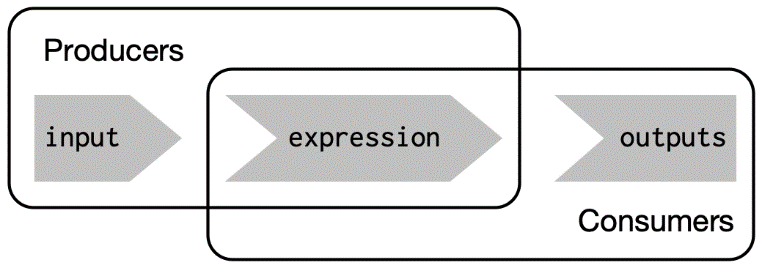 Producers
input
expression
outputs
Consumers